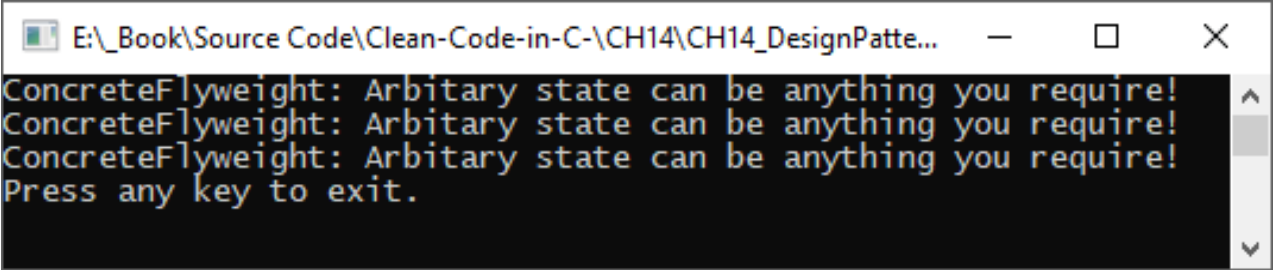 E:\_Book\Source Code\Clean-Code-in-C-\CH14\CH14_DesignPatte...
ConcreteFlyweight: Arbitary state can be anything you require!
ConcreteFlyweight: Arbitary state can be anything you require!
ConcreteFlyweight: Arbitary state can be anything you require!
Press any key to exit.